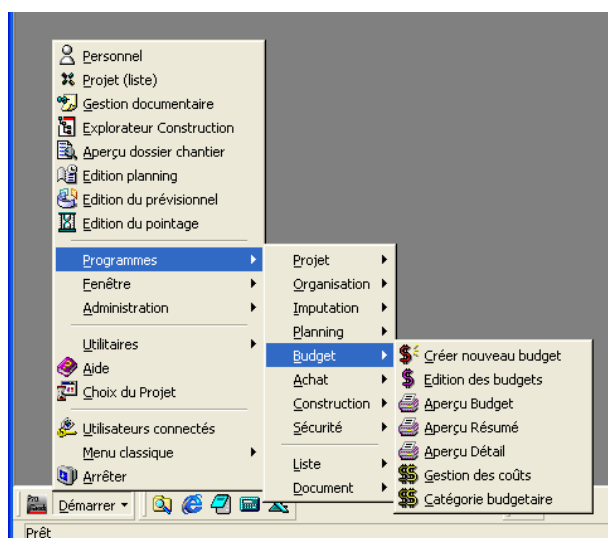 Personnel
Projet (liste)
Gestion documentaire
Explorateur Construction
Aperçu dossier chantier
Edition planning
Edition du prévisionnel
Edition du pointage
Programmes
Fenêtre
Administration
Utilitaires
Aide
Choix du Projet
Utilisateurs connectés
Menu classique
Arrêter
Projet
Organisation
Imputation
Planning
Budget
Achat
Construction
Sécurité
Liste
Document
Créer nouveau budget
Edition des budgets
Aperçu Budget
Aperçu Résumé
Aperçu Détail
Gestion des coûts
Catégorie budgetaire
Démarrer
Prêt